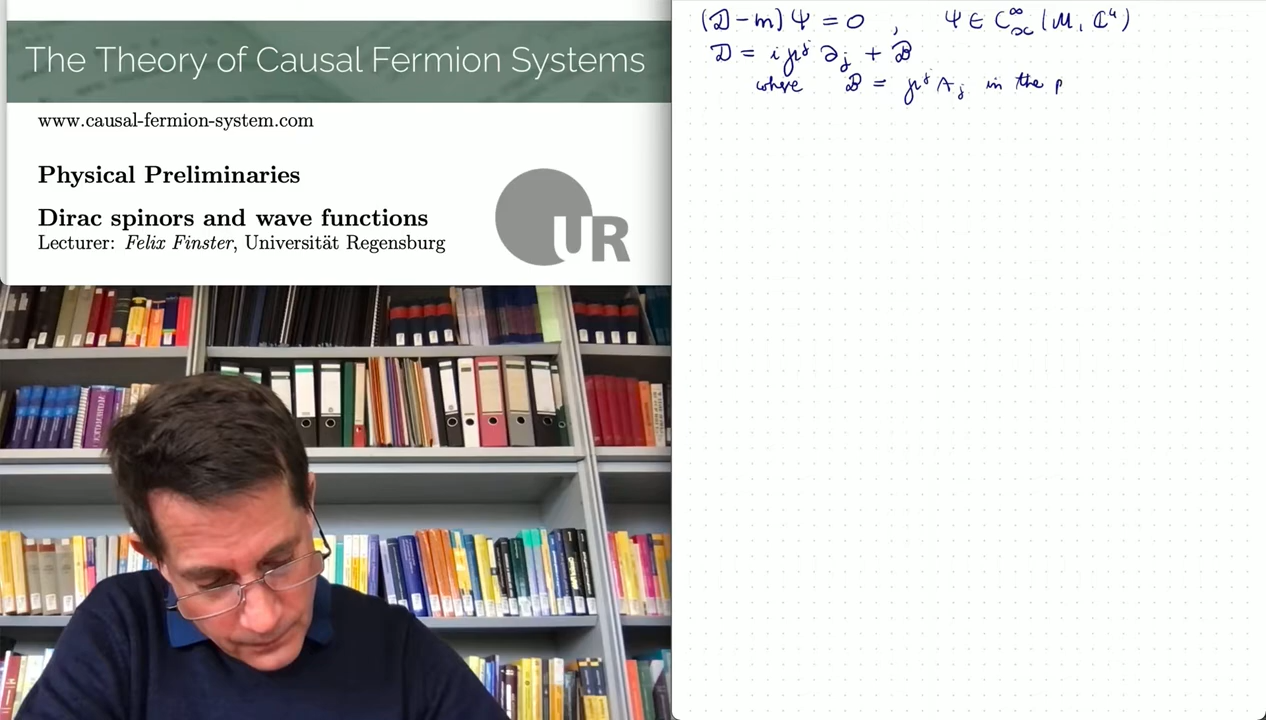 The Theory of Causal Fermion Systems
www.causal-fermion-system.com
Physical Preliminaries
Dirac spinors and wave functions
Lecturer: Felix Finster, Universität Regensburg
UR
(𝒟 - m) ψ = 0 , ψ ∈ C^∞_sc (M, ℂ^4)
𝒟 = i γ^j ∂_j + ℬ
where ℬ = γ^j A_j in the p